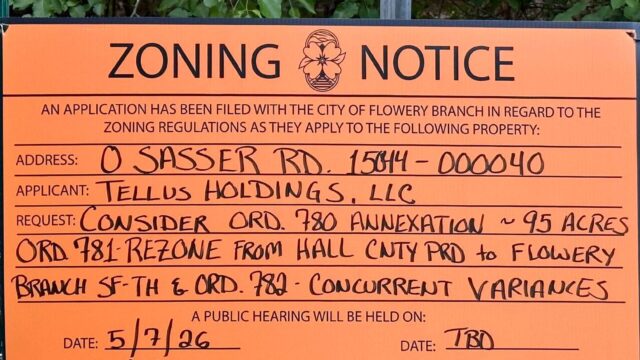 ZONING NOTICE
AN APPLICATION HAS BEEN FILED WITH THE CITY OF FLOWERY BRANCH IN REGARD TO THE
ZONING REGULATIONS AS THEY APPLY TO THE FOLLOWING PROPERTY:
ADDRESS: O SASSER RD. 15044-000040
APPLICANT: TELLUS HOLDINGS, LLC
REQUEST: CONSIDER ORD. 780 ANNEXATION ~ 95 ACRES
ORD. 781-REZONE FROM HALL CNTY PRD to FLOWERY
BRANCH SF-TH & ORD. 782- CONCURRENT VARIANCES
A PUBLIC HEARING WILL BE HELD ON:
DATE: 5/7/26 DATE: TBD